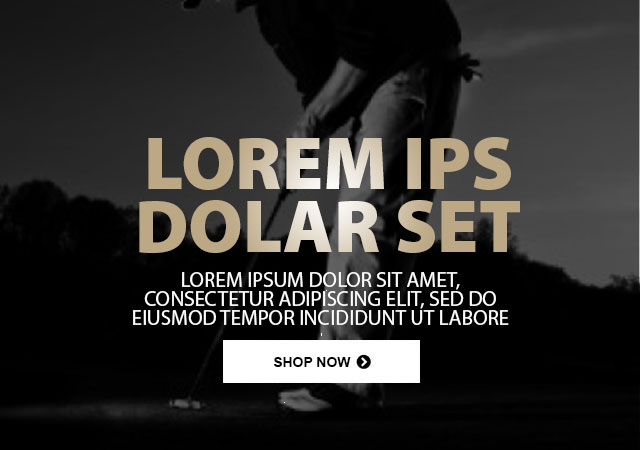 LOREM IPS
DOLAR SET
LOREM IPSUM DOLOR SIT AMET,
CONSECTETUR ADIPISCING ELIT, SED DO
EIUSMOD TEMPOR INCIDIDUNT UT LABORE
SHOP NOW